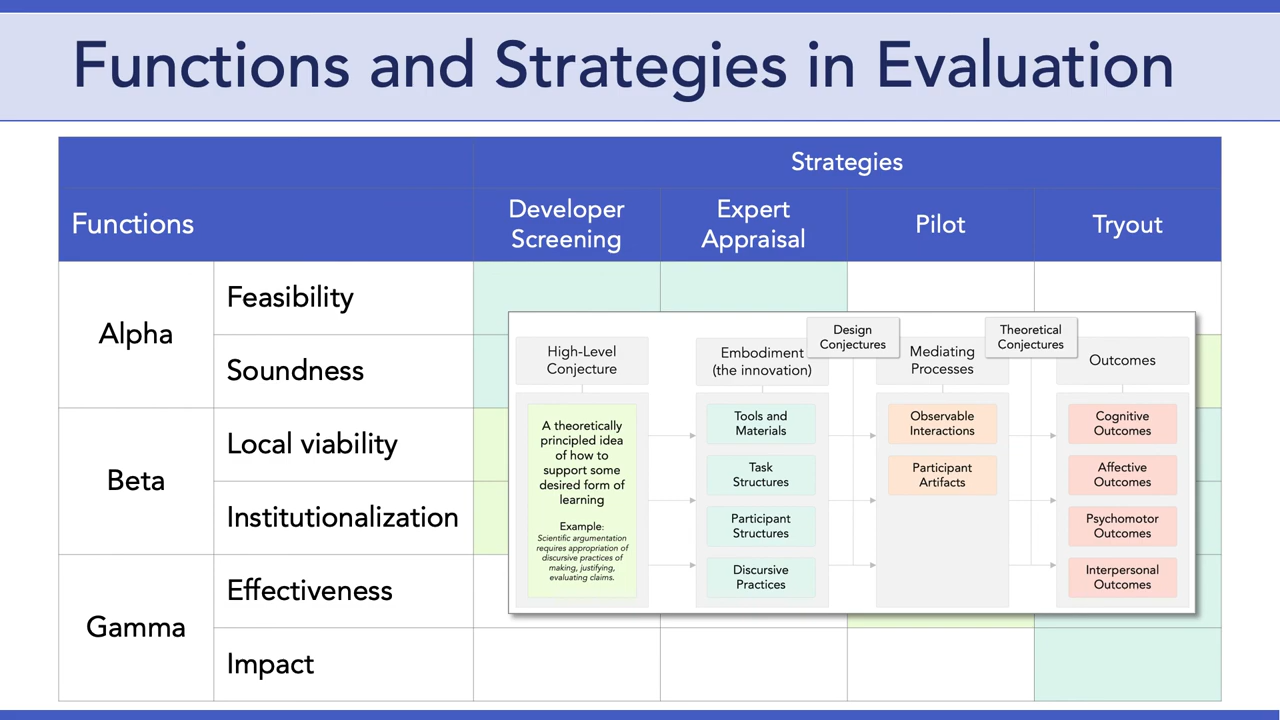 Functions and Strategies in Evaluation
Strategies
Functions
Developer
Screening
Expert
Appraisal
Pilot
Tryout
Alpha
Feasibility
Soundness
Beta
Local viability
Institutionalization
Gamma
Effectiveness
Impact
High-Level
Conjecture
A theoretically
principled idea
of how to
support some
desired form of
learning
Example:
Scientific argumentation
requires appropriation of
discursive practices of
making, justifying,
evaluating claims.
Embodiment
(the innovation)
Tools and
Materials
Task
Structures
Participant
Structures
Discursive
Practices
Design
Conjectures
Mediating
Processes
Observable
Interactions
Participant
Artifacts
Theoretical
Conjectures
Outcomes
Cognitive
Outcomes
Affective
Outcomes
Psychomotor
Outcomes
Interpersonal
Outcomes